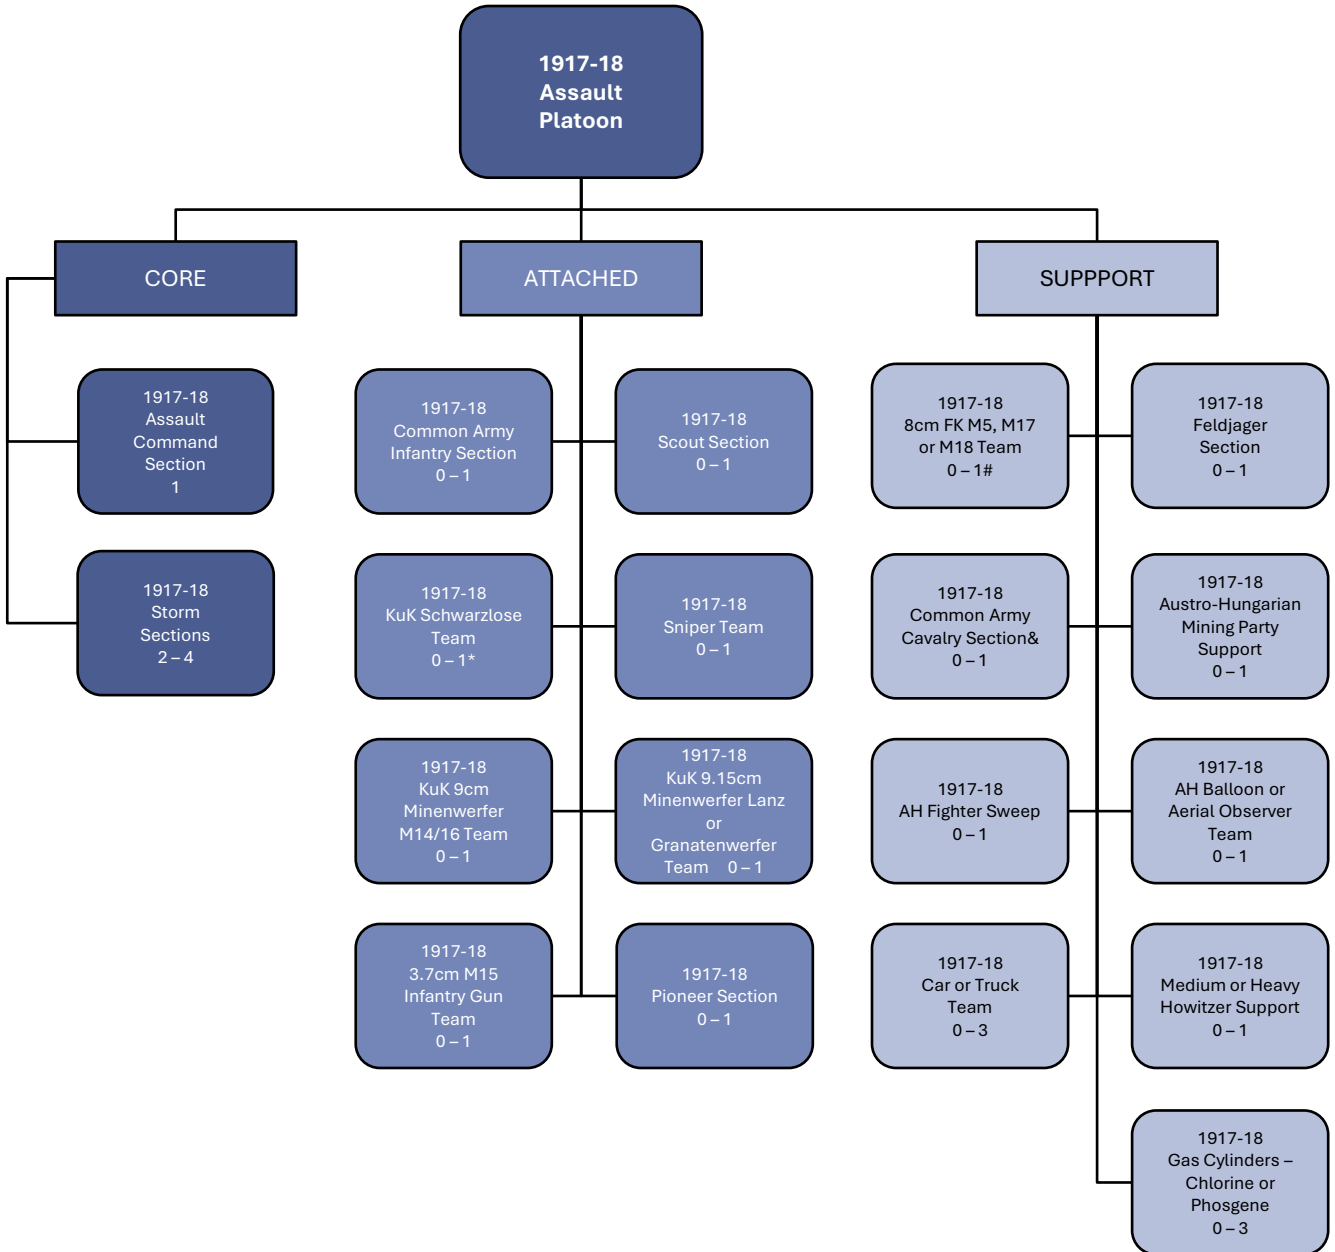 1917-18
Assault
Platoon
CORE
ATTACHED
SUPPPORT
1917-18
Assault
Command
Section
1
1917-18
Storm
Sections
2 – 4
1917-18
Common Army
Infantry Section
0 – 1
1917-18
Scout Section
0 – 1
1917-18
KuK Schwarzlose
Team
0 – 1*
1917-18
Sniper Team
0 – 1
1917-18
KuK 9cm
Minenwerfer
M14/16 Team
0 – 1
1917-18
KuK 9.15cm
Minenwerfer Lanz
or
Granatenwerfer
Team 0 – 1
1917-18
3.7cm M15
Infantry Gun
Team
0 – 1
1917-18
Pioneer Section
0 – 1
1917-18
8cm FK M5, M17
or M18 Team
0 – 1#
1917-18
Feldjager
Section
0 – 1
1917-18
Common Army
Cavalry Section&
0 – 1
1917-18
Austro-Hungarian
Mining Party
Support
0 – 1
1917-18
AH Fighter Sweep
0 – 1
1917-18
AH Balloon or
Aerial Observer
Team
0 – 1
1917-18
Car or Truck
Team
0 – 3
1917-18
Medium or Heavy
Howitzer Support
0 – 1
1917-18
Gas Cylinders –
Chlorine or
Phosgene
0 – 3